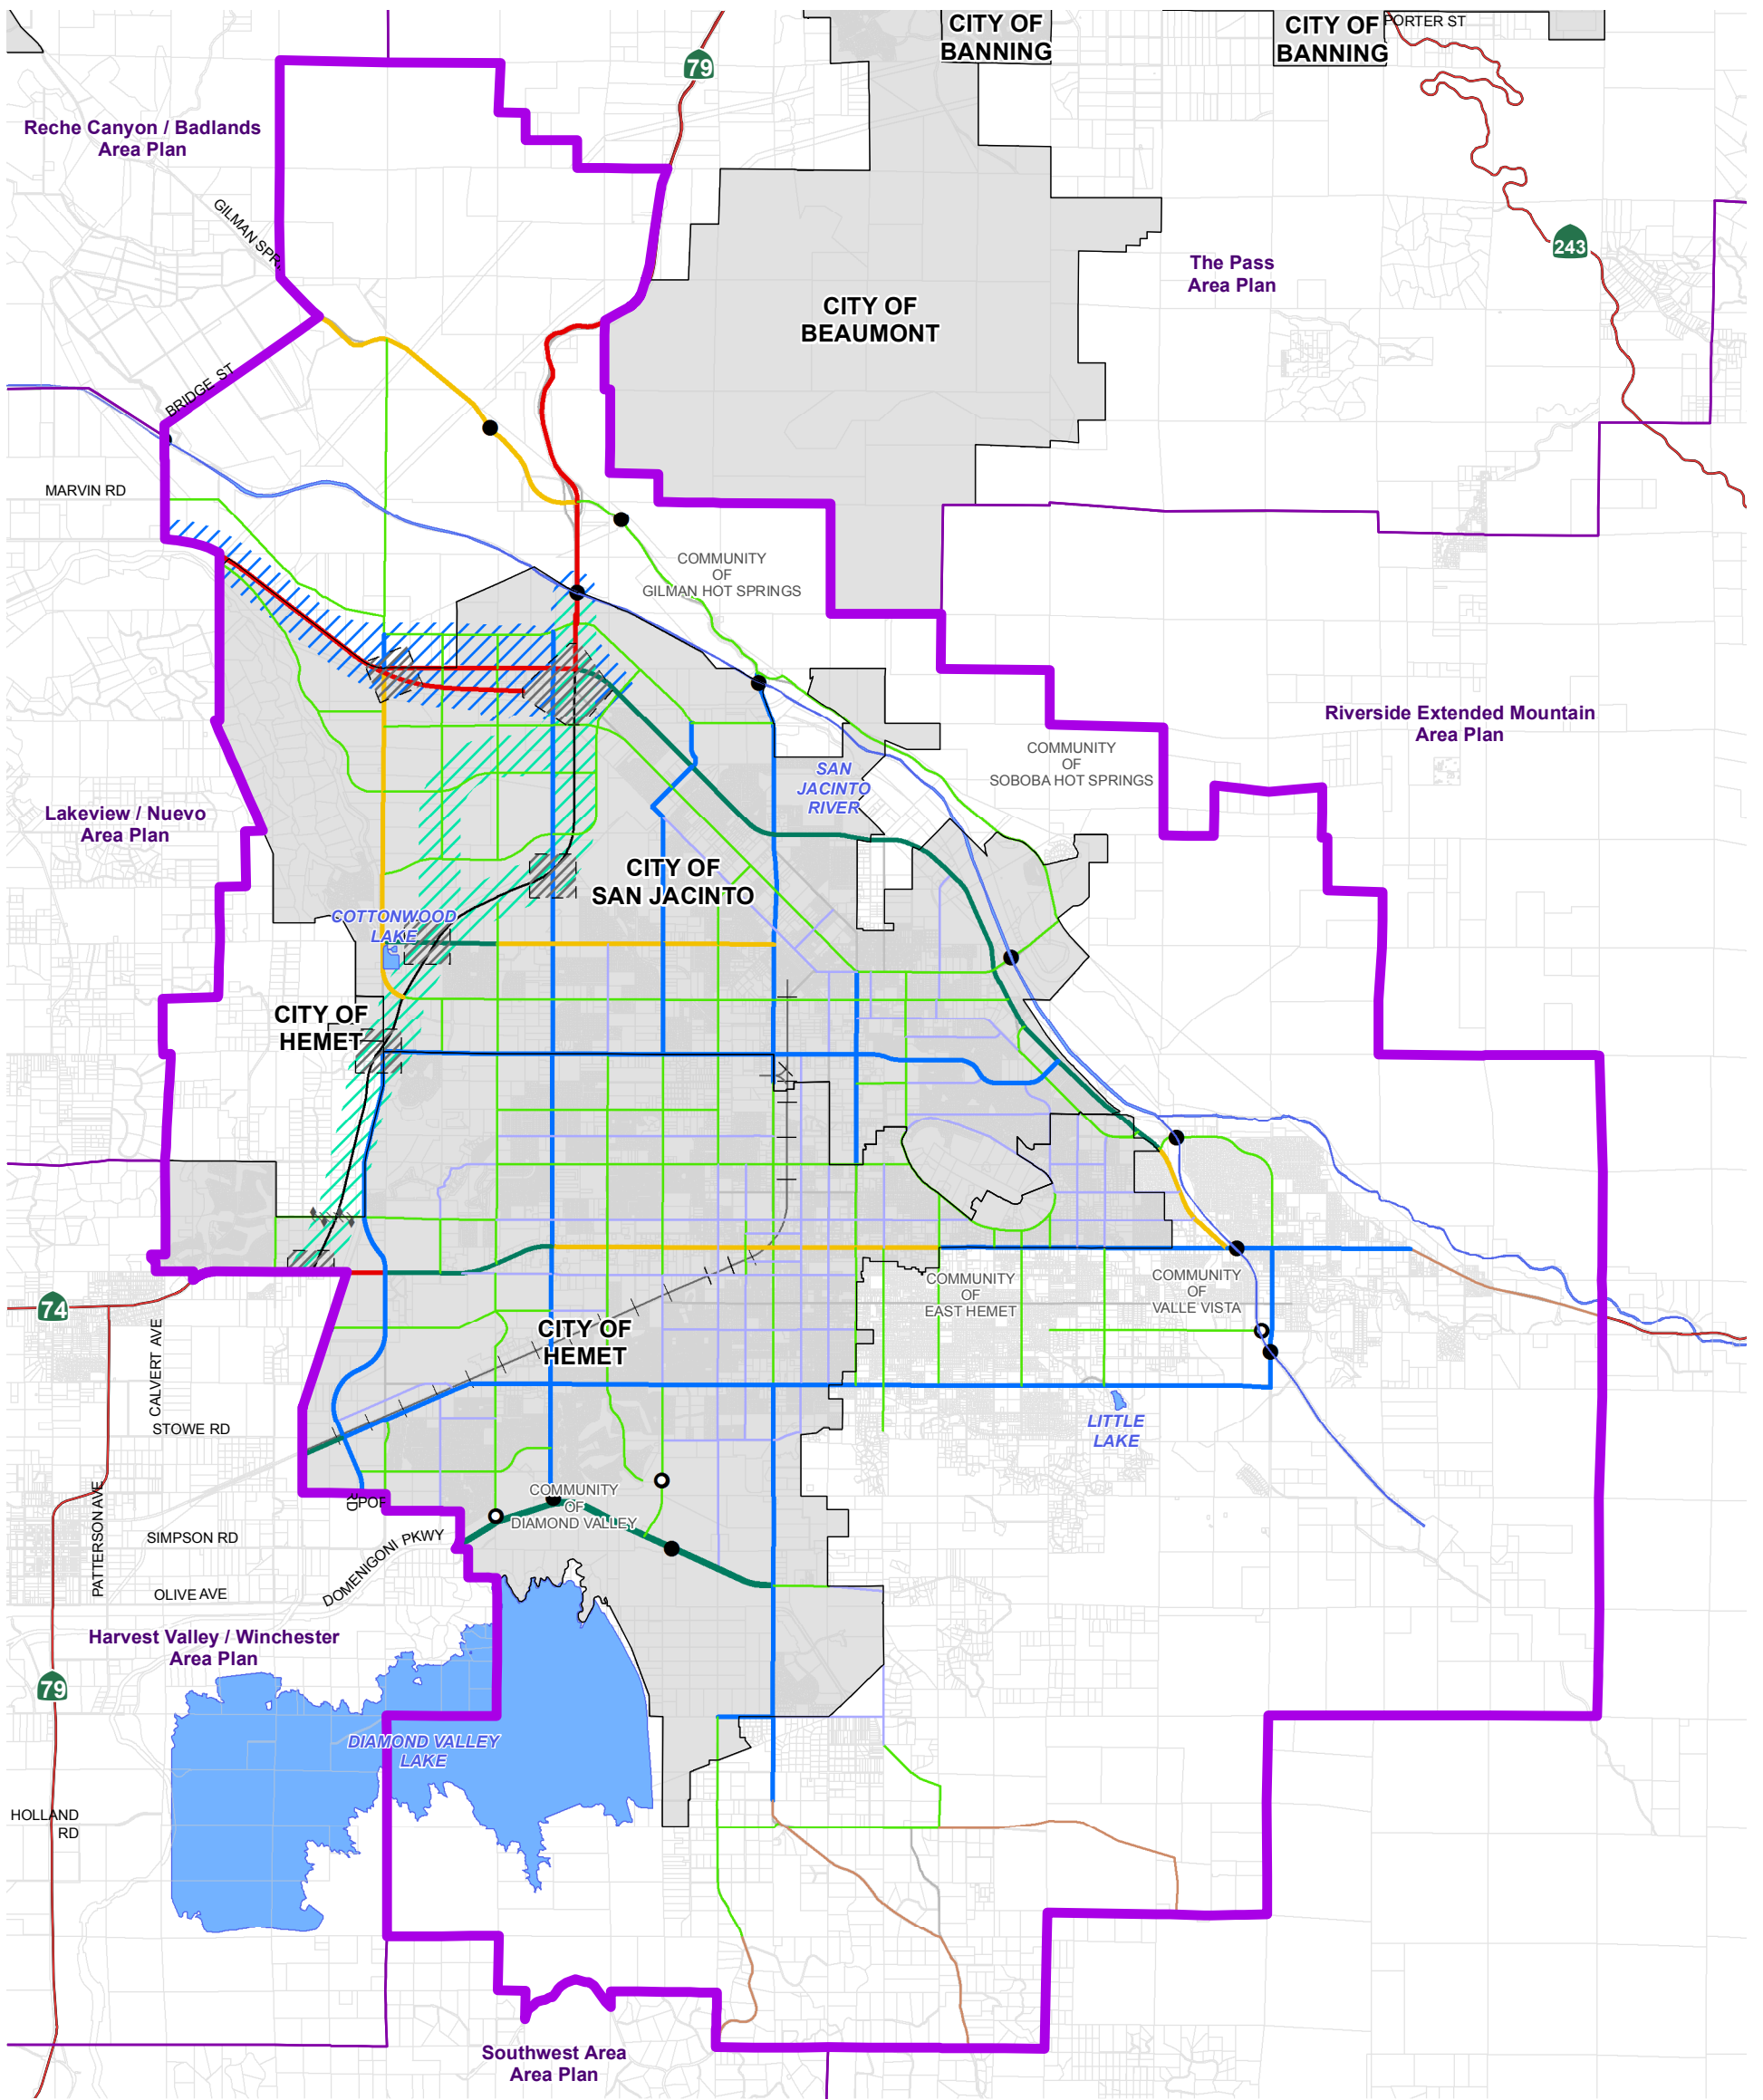 CITY OF
BANNING
CITY OF
BANNING
PORTER ST
79
Reche Canyon / Badlands
Area Plan
GILMAN SPR.
243
The Pass
Area Plan
CITY OF
BEAUMONT
BRIDGE ST
MARVIN RD
COMMUNITY
OF
GILMAN HOT SPRINGS
Riverside Extended Mountain
Area Plan
COMMUNITY
OF
SOBOBA HOT SPRINGS
SAN
JACINTO
RIVER
Lakeview / Nuevo
Area Plan
CITY OF
SAN JACINTO
COTTONWOOD
LAKE
CITY OF
HEMET
COMMUNITY
OF
EAST HEMET
COMMUNITY
OF
VALLE VISTA
74
CALVERT AVE
CITY OF
HEMET
STOWE RD
LITTLE
LAKE
PATTERSON AVE
RD
POF
COMMUNITY
OF
DIAMOND VALLEY
SIMPSON RD
DOMENIGONI PKWY
OLIVE AVE
Harvest Valley / Winchester
Area Plan
79
DIAMOND VALLEY
LAKE
HOLLAND
RD
Southwest Area
Area Plan